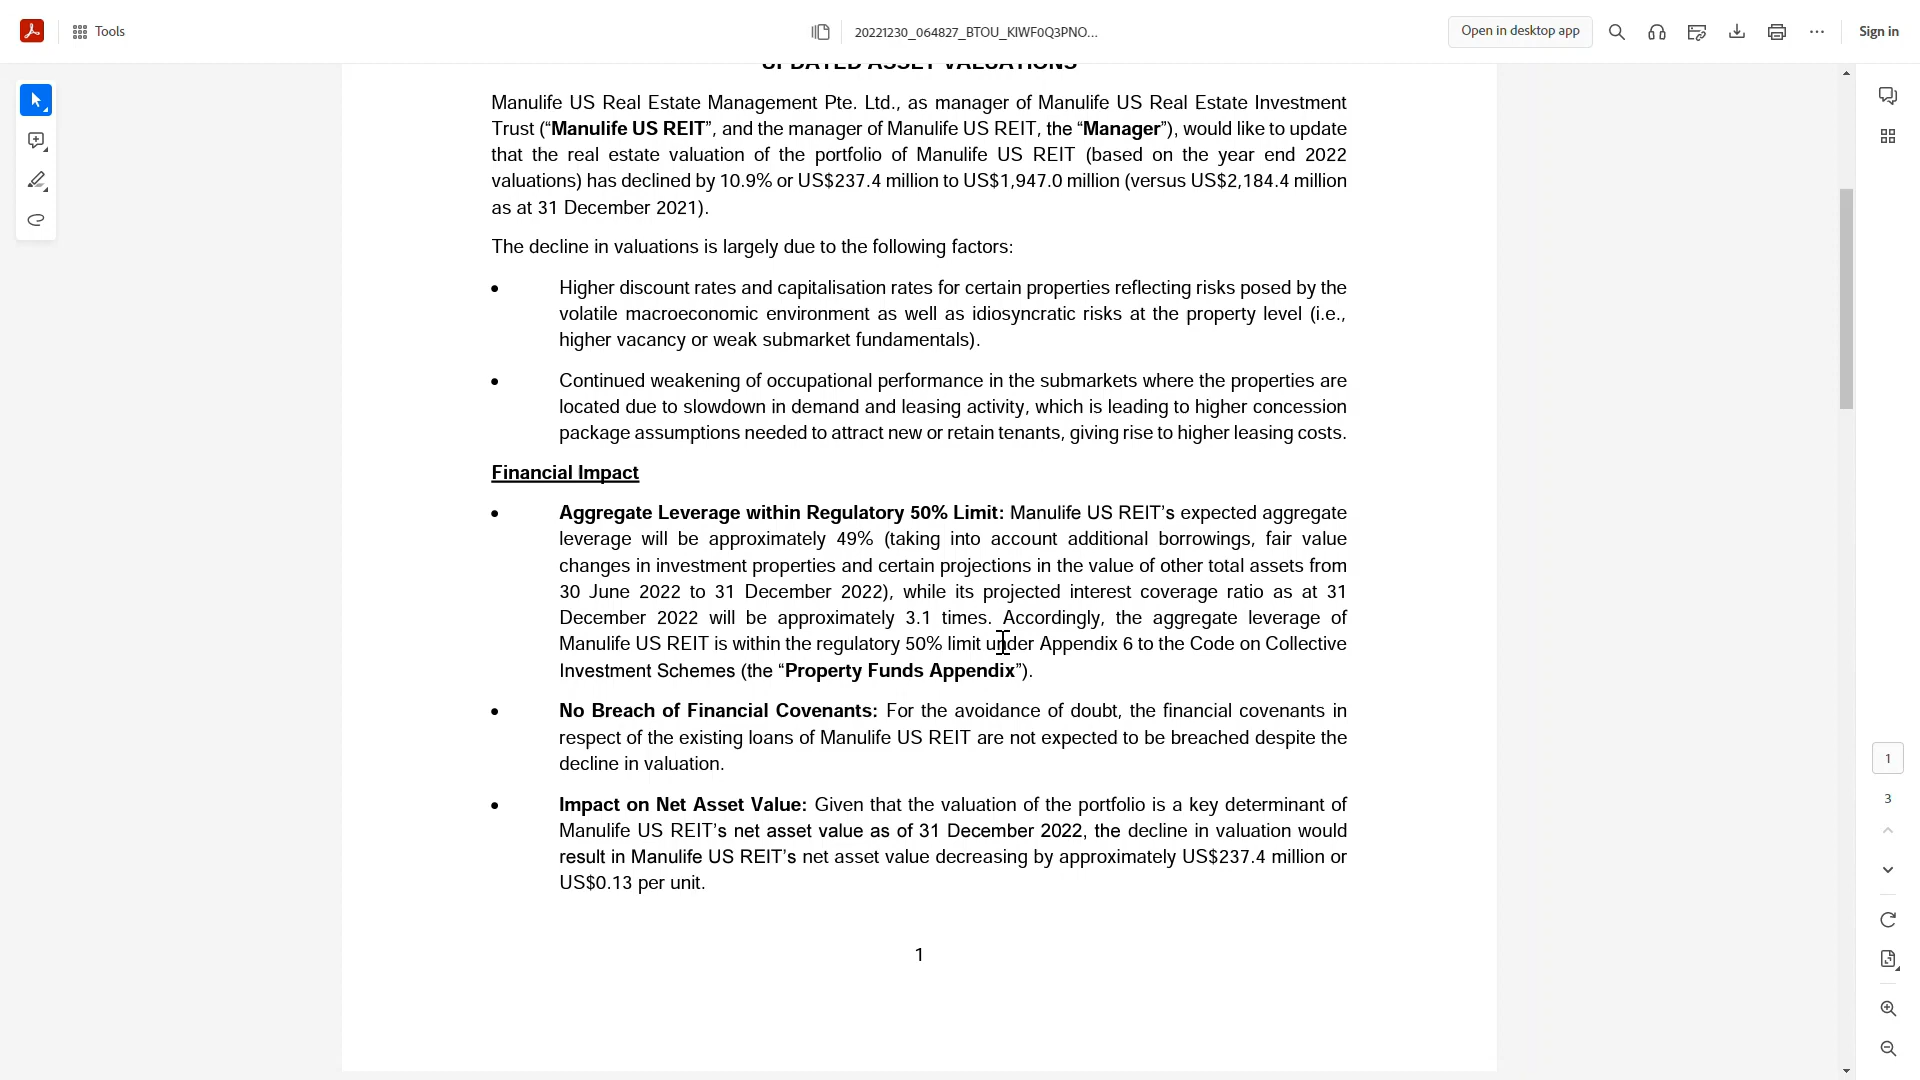 Tools
20221230_064827_BTOU_KIWF0Q3PNO...
Open in desktop app
Sign in
UPDATED ASSET VALUATIONS
Manulife US Real Estate Management Pte. Ltd., as manager of Manulife US Real Estate Investment
Trust (“Manulife US REIT”, and the manager of Manulife US REIT, the “Manager”), would like to update
that the real estate valuation of the portfolio of Manulife US REIT (based on the year end 2022
valuations) has declined by 10.9% or US$237.4 million to US$1,947.0 million (versus US$2,184.4 million
as at 31 December 2021).
The decline in valuations is largely due to the following factors:
• Higher discount rates and capitalisation rates for certain properties reflecting risks posed by the
volatile macroeconomic environment as well as idiosyncratic risks at the property level (i.e.,
higher vacancy or weak submarket fundamentals).
• Continued weakening of occupational performance in the submarkets where the properties are
located due to slowdown in demand and leasing activity, which is leading to higher concession
package assumptions needed to attract new or retain tenants, giving rise to higher leasing costs.
Financial Impact
• Aggregate Leverage within Regulatory 50% Limit: Manulife US REIT’s expected aggregate
leverage will be approximately 49% (taking into account additional borrowings, fair value
changes in investment properties and certain projections in the value of other total assets from
30 June 2022 to 31 December 2022), while its projected interest coverage ratio as at 31
December 2022 will be approximately 3.1 times. Accordingly, the aggregate leverage of
Manulife US REIT is within the regulatory 50% limit under Appendix 6 to the Code on Collective
Investment Schemes (the “Property Funds Appendix”).
• No Breach of Financial Covenants: For the avoidance of doubt, the financial covenants in
respect of the existing loans of Manulife US REIT are not expected to be breached despite the
decline in valuation.
• Impact on Net Asset Value: Given that the valuation of the portfolio is a key determinant of
Manulife US REIT’s net asset value as of 31 December 2022, the decline in valuation would
result in Manulife US REIT’s net asset value decreasing by approximately US$237.4 million or
US$0.13 per unit.
1
1
3